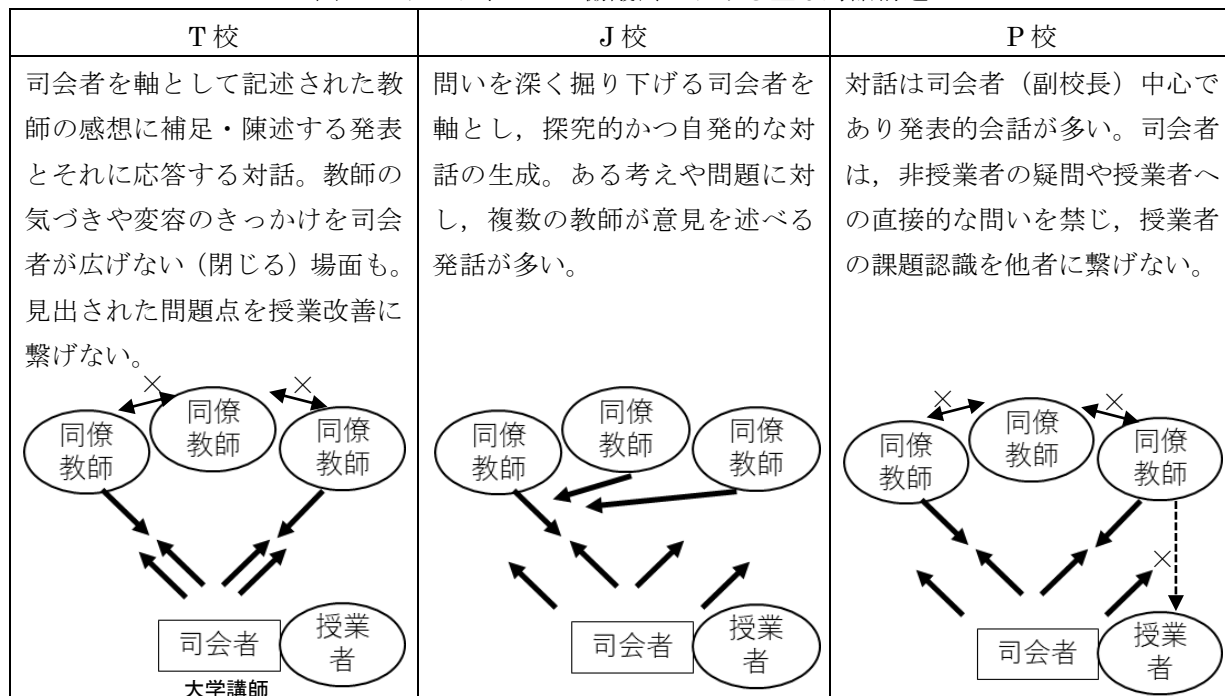 T校
J校
P校
司会者を軸として記述された教
師の感想に補足・陳述する発表
とそれに応答する対話。教師の
気づきや変容のきっかけを司会
者が広げない（閉じる）場面も。
見出された問題点を授業改善に
繋げない。
×
×
同僚
教師
同僚
教師
同僚
教師
司会者
授業
者
大学講師
問いを深く掘り下げる司会者を
軸とし，探究的かつ自発的な対
話の生成。ある考えや問題に対
し，複数の教師が意見を述べる
発話が多い。
同僚
教師
同僚
教師
同僚
教師
司会者
授業
者
対話は司会者（副校長）中心で
あり発表的会話が多い。司会者
は，非授業者の疑問や授業者へ
の直接的な問いを禁じ，授業者
の課題認識を他者に繋げない。
×
×
同僚
教師
同僚
教師
同僚
教師
×
司会者
授業
者